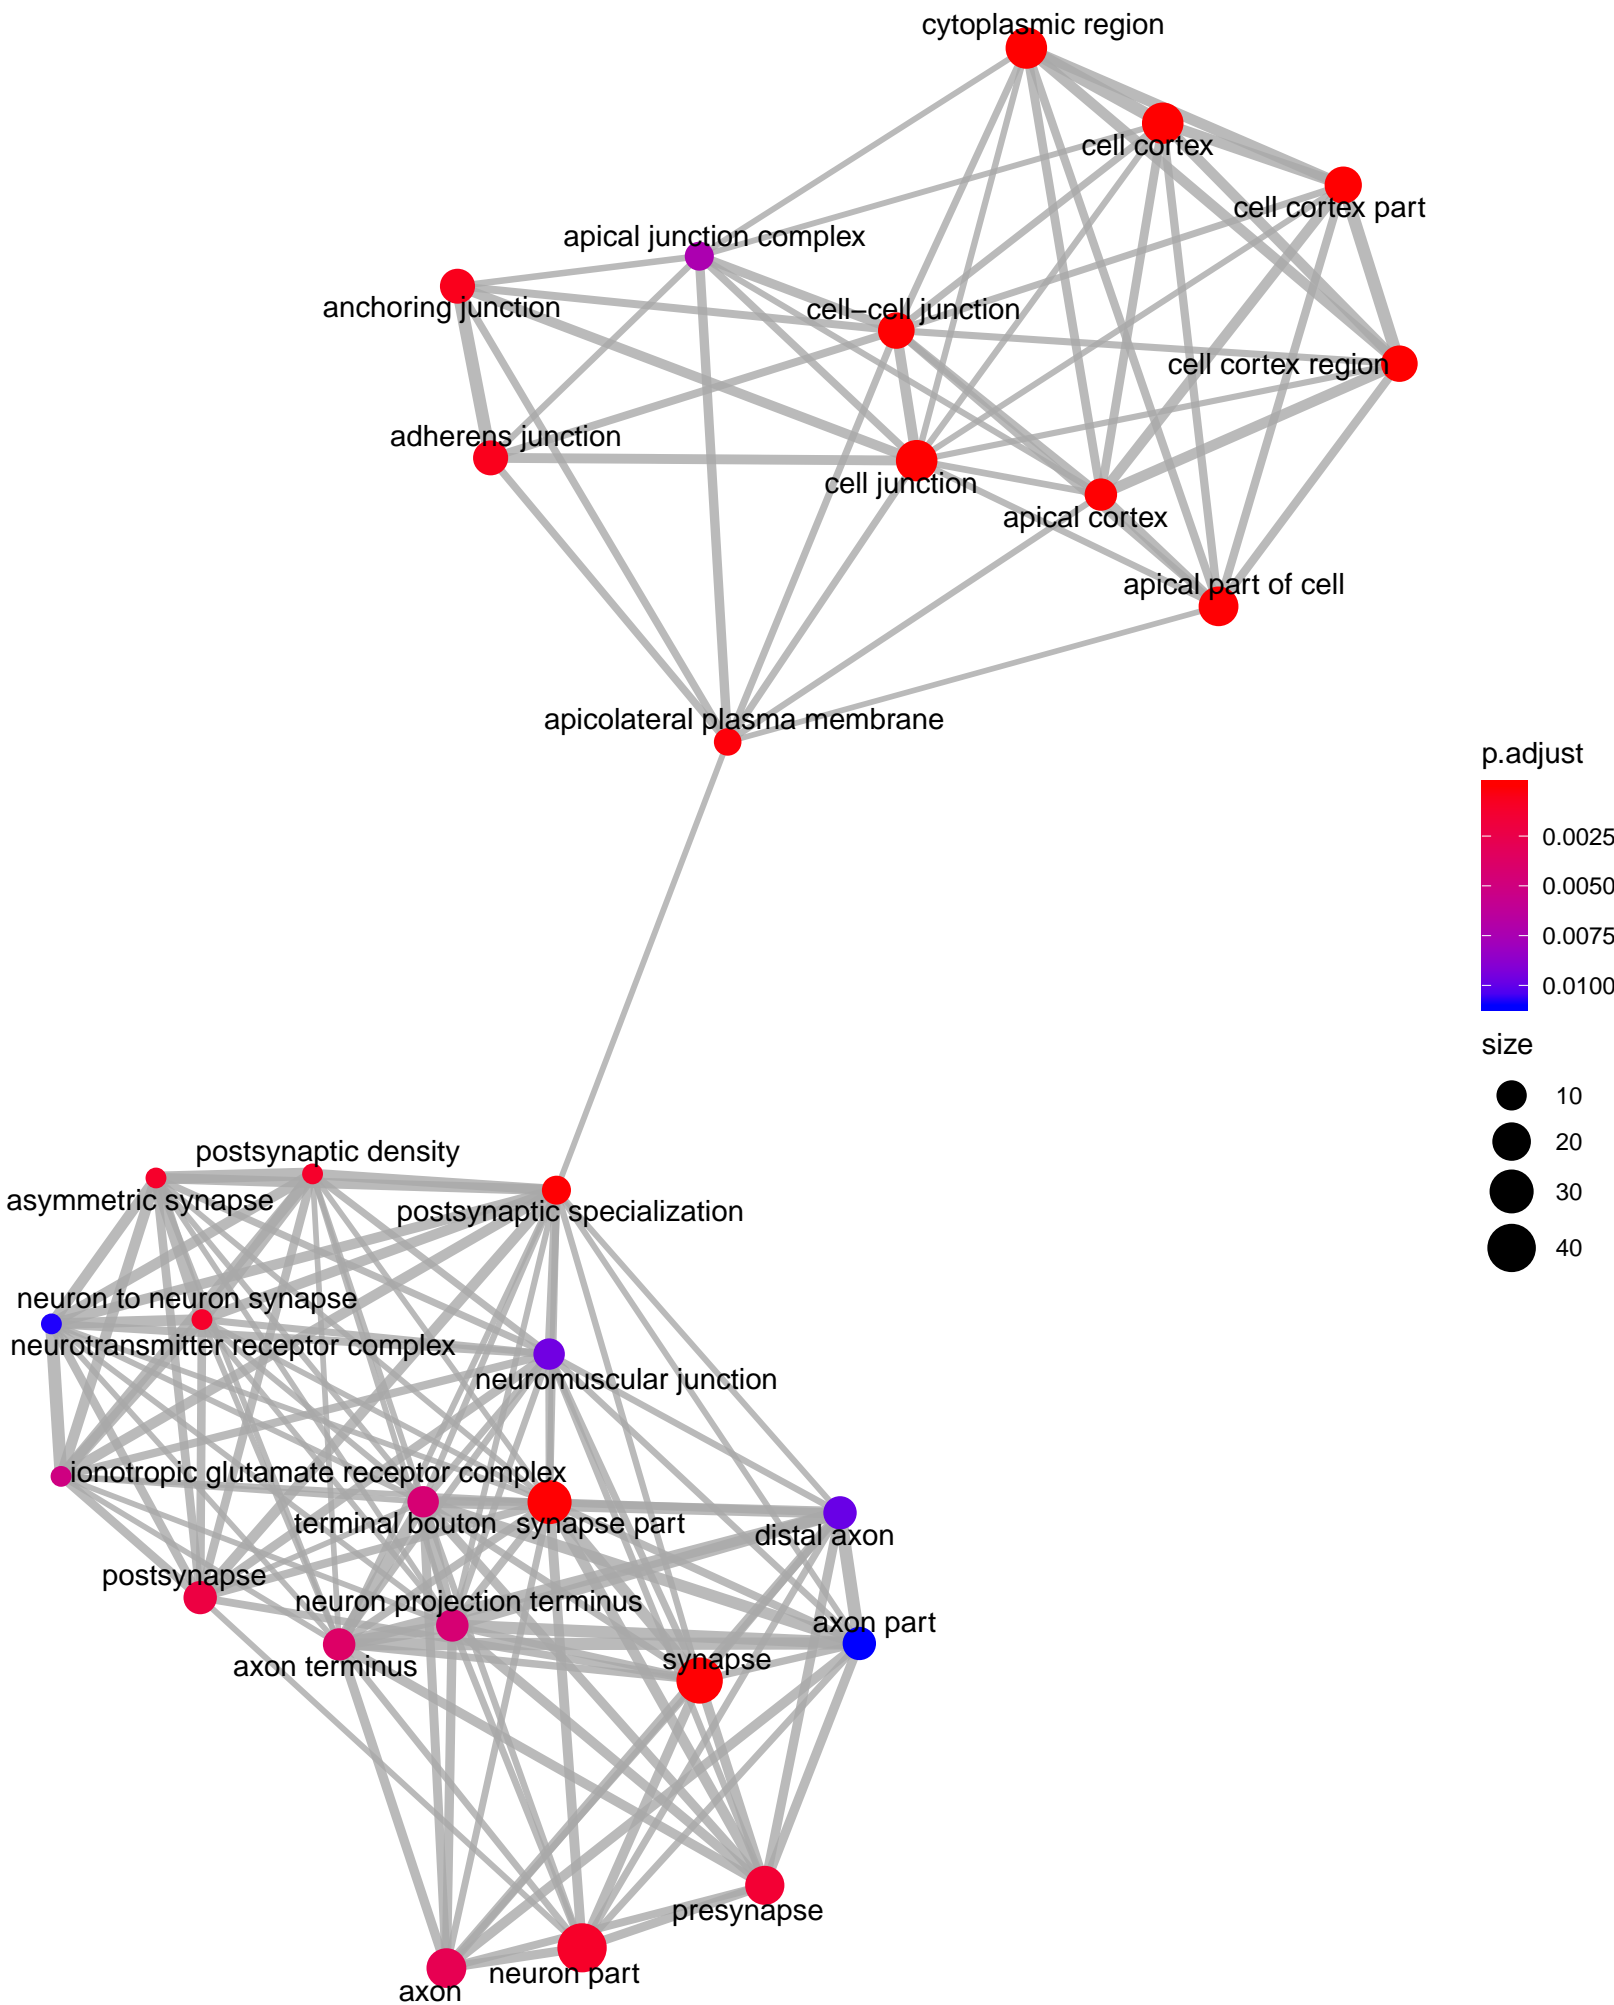 cytoplasmic region
cell cortex
cell cortex part
apical junction complex
anchoring junction
cell−cell junction
cell cortex region
adherens junction
cell junction
apical cortex
apical part of cell
apicolateral plasma membrane
p.adjust
0.0025
0.0050
0.0075
0.0100
size
10
20
30
40
postsynaptic density
asymmetric synapse
postsynaptic specialization
neuron to neuron synapse
neurotransmitter receptor complex
neuromuscular junction
ionotropic glutamate receptor complex
terminal bouton
synapse part
distal axon
postsynapse
neuron projection terminus
axon part
axon terminus
synapse
presynapse
neuron part
axon